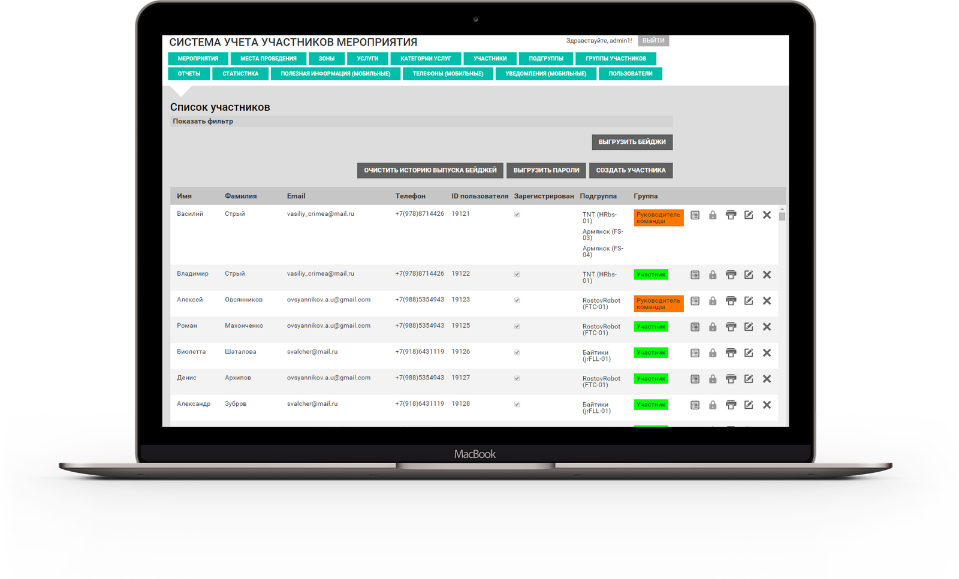 СИСТЕМА УЧЕТА УЧАСТНИКОВ МЕРОПРИЯТИЯ
Здравствуйте, admin1!! ВЫЙТИ
МЕРОПРИЯТИЯ МЕСТА ПРОВЕДЕНИЯ ЗОНЫ УСЛУГИ КАТЕГОРИИ УСЛУГ УЧАСТНИКИ ПОДГРУППЫ ГРУППЫ УЧАСТНИКОВ
ОТЧЕТЫ СТАТИСТИКА ПОЛЕЗНАЯ ИНФОРМАЦИЯ (МОБИЛЬНЫЕ) ТЕЛЕФОНЫ (МОБИЛЬНЫЕ) УВЕДОМЛЕНИЯ (МОБИЛЬНЫЕ) ПОЛЬЗОВАТЕЛИ
Список участников
Показать фильтр
ВЫГРУЗИТЬ БЕЙДЖИ
ОЧИСТИТЬ ИСТОРИЮ ВЫПУСКА БЕЙДЖЕЙ ВЫГРУЗИТЬ ПАРОЛИ СОЗДАТЬ УЧАСТНИКА
Имя Фамилия Email Телефон ID пользователя Зарегистрирован Подгруппа Группа
Василий Стрый vasiliy_crimea@mail.ru +7(978)8714426 19121 TNT (HRbs-01) Руководитель команды
Армянск (FS-03)
Армянск (FS-04)
Владимир Стрый vasiliy_crimea@mail.ru +7(978)8714426 19122 TNT (HRbs-01) Участник
Алексей Овсянников ovsyannikov.a.u@gmail.com +7(988)5354943 19123 RostovRobot (FTC-01) Руководитель команды
Роман Махонченко ovsyannikov.a.u@gmail.com +7(988)5354943 19125 RostovRobot (FTC-01) Участник
Виолетта Шаталова svalcher@mail.ru +7(918)6431119 19126 Байтики (jrFLL-01) Участник
Денис Архипов ovsyannikov.a.u@gmail.com +7(988)5354943 19127 RostovRobot (FTC-01) Участник
Александр Зубров svalcher@mail.ru +7(918)6431119 19128 Байтики (jrFLL-01) Участник
MacBook